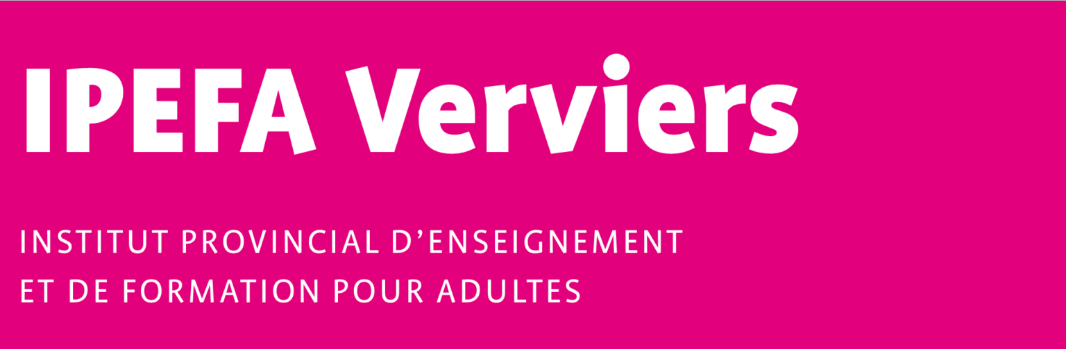 IPEFA Verviers
INSTITUT PROVINCIAL D’ENSEIGNEMENT
ET DE FORMATION POUR ADULTES